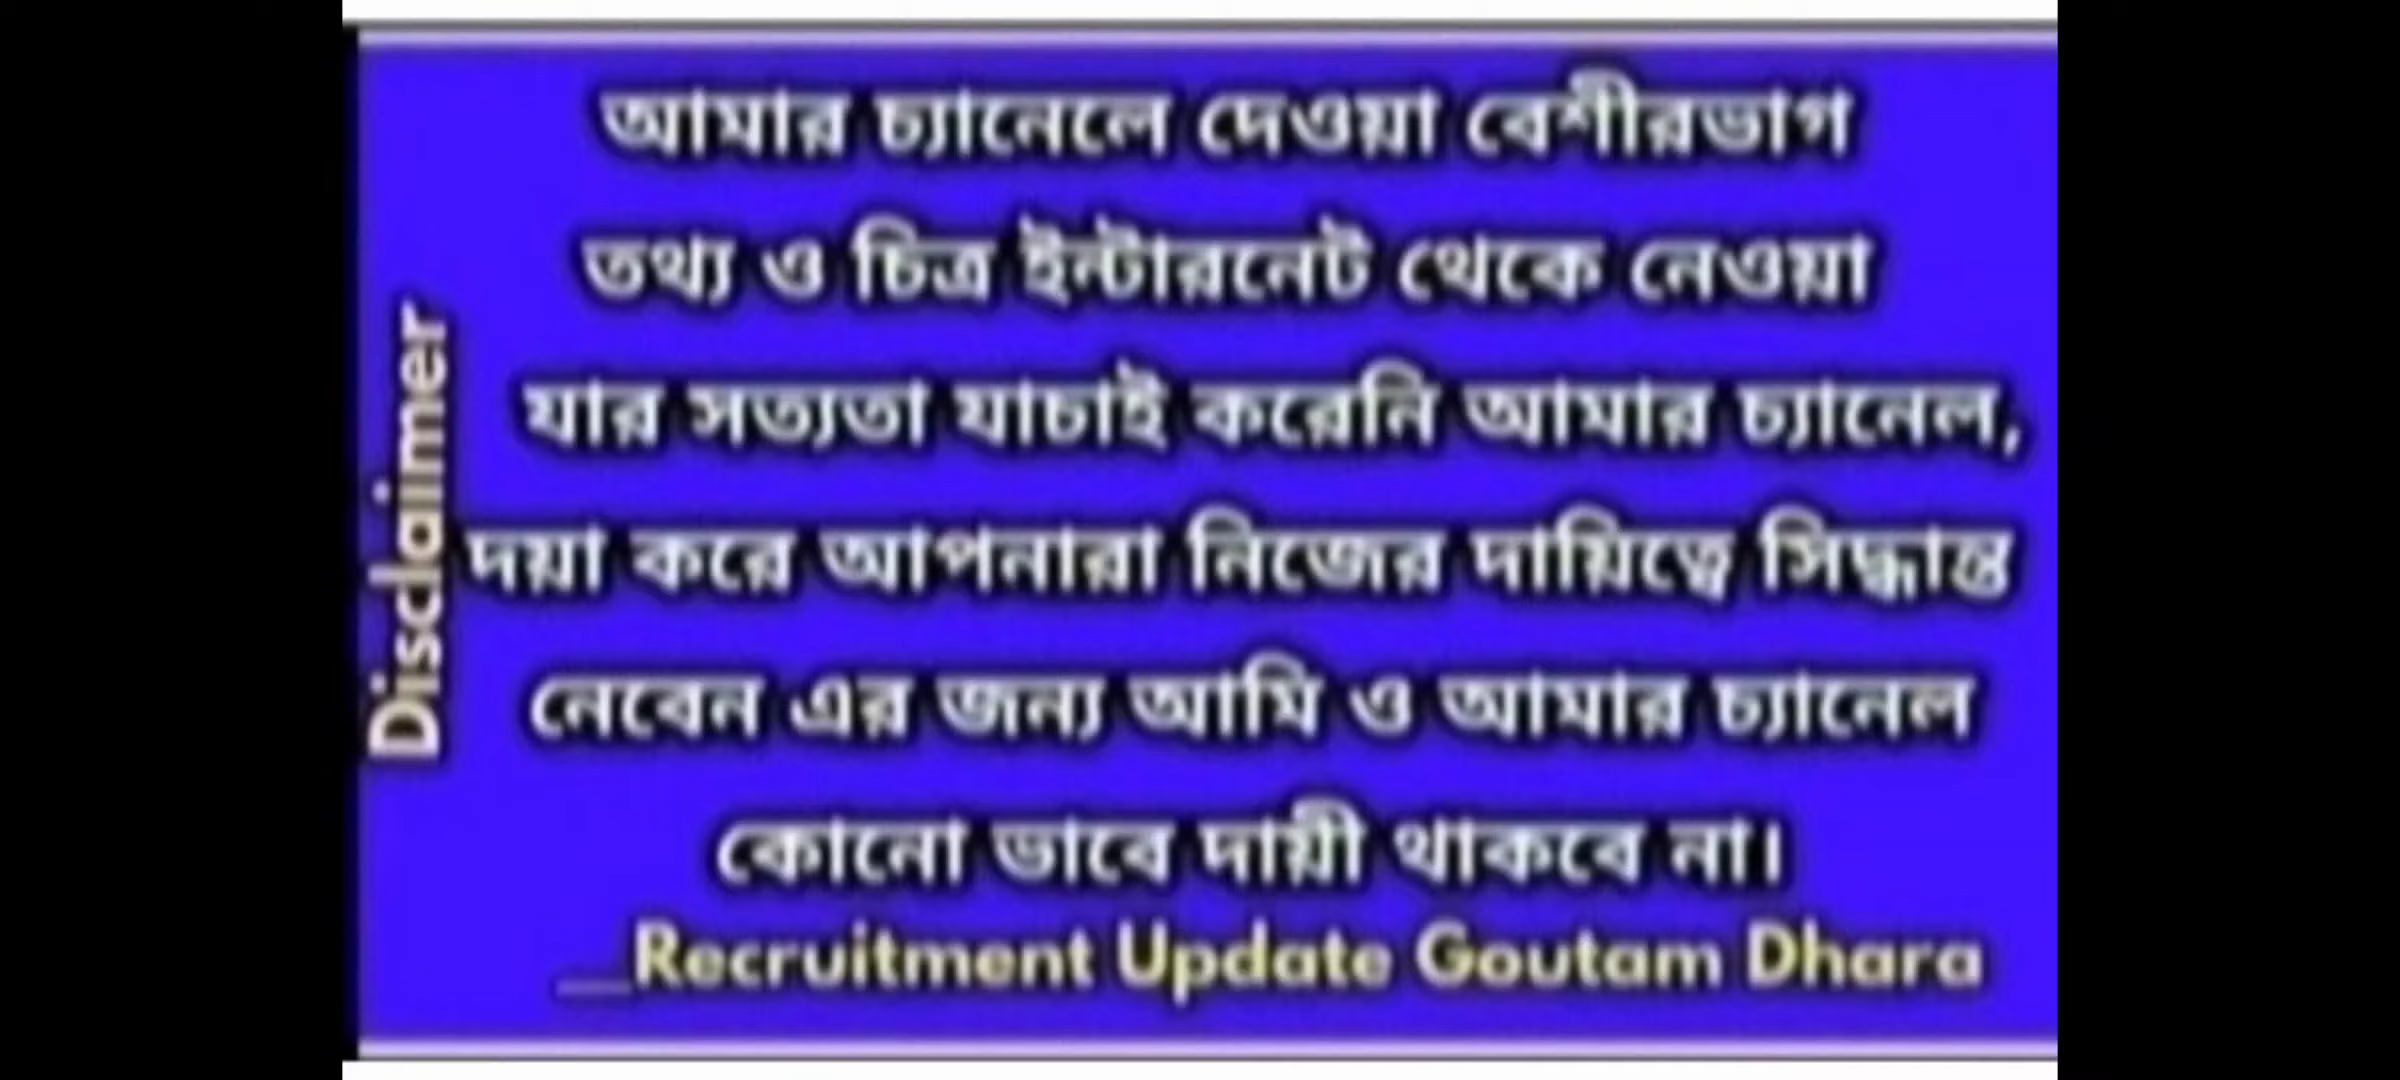 Disclaimer
আমার চ্যানেলে দেওয়া বেশীরভাগ
তথ্য ও চিত্র ইন্টারনেট থেকে নেওয়া
যার সত্যতা যাচাই করেনি আমার চ্যানেল,
দয়া করে আপনারা নিজের দায়িত্বে সিদ্ধান্ত
নেবেন এর জন্য আমি ও আমার চ্যানেল
কোনো ভাবে দায়ী থাকবে না।
__Recruitment Update Goutam Dhara